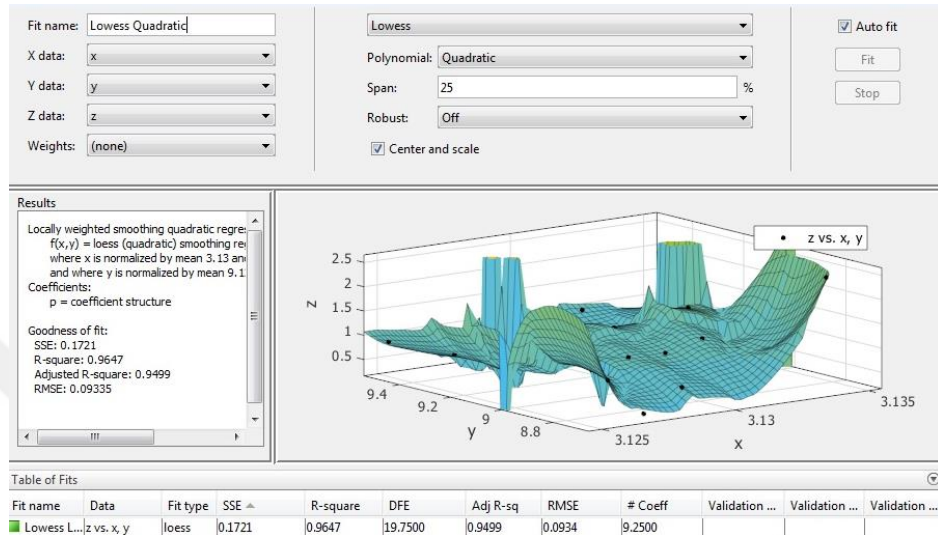 Fit name: Lowess Quadratic
X data: x
Y data: y
Z data: z
Weights: (none)
Lowess
Polynomial: Quadratic
Span: 25 %
Robust: Off
Center and scale
Auto fit
Fit
Stop
Results
Locally weighted smoothing quadratic regre
f(x,y) = loess (quadratic) smoothing re
where x is normalized by mean 3.13 an
and where y is normalized by mean 9.1
Coefficients:
p = coefficient structure
Goodness of fit:
SSE: 0.1721
R-square: 0.9647
Adjusted R-square: 0.9499
RMSE: 0.09335
z vs. x, y
2.5
2
1.5
1
0.5
z
9.4
9.2
9
8.8
y
3.125
3.13
3.135
x
Table of Fits
Fit name Data Fit type SSE R-square DFE Adj R-sq RMSE # Coeff Validation ... Validation ... Validation ...
Lowess L... z vs. x, y loess 0.1721 0.9647 19.7500 0.9499 0.0934 9.2500